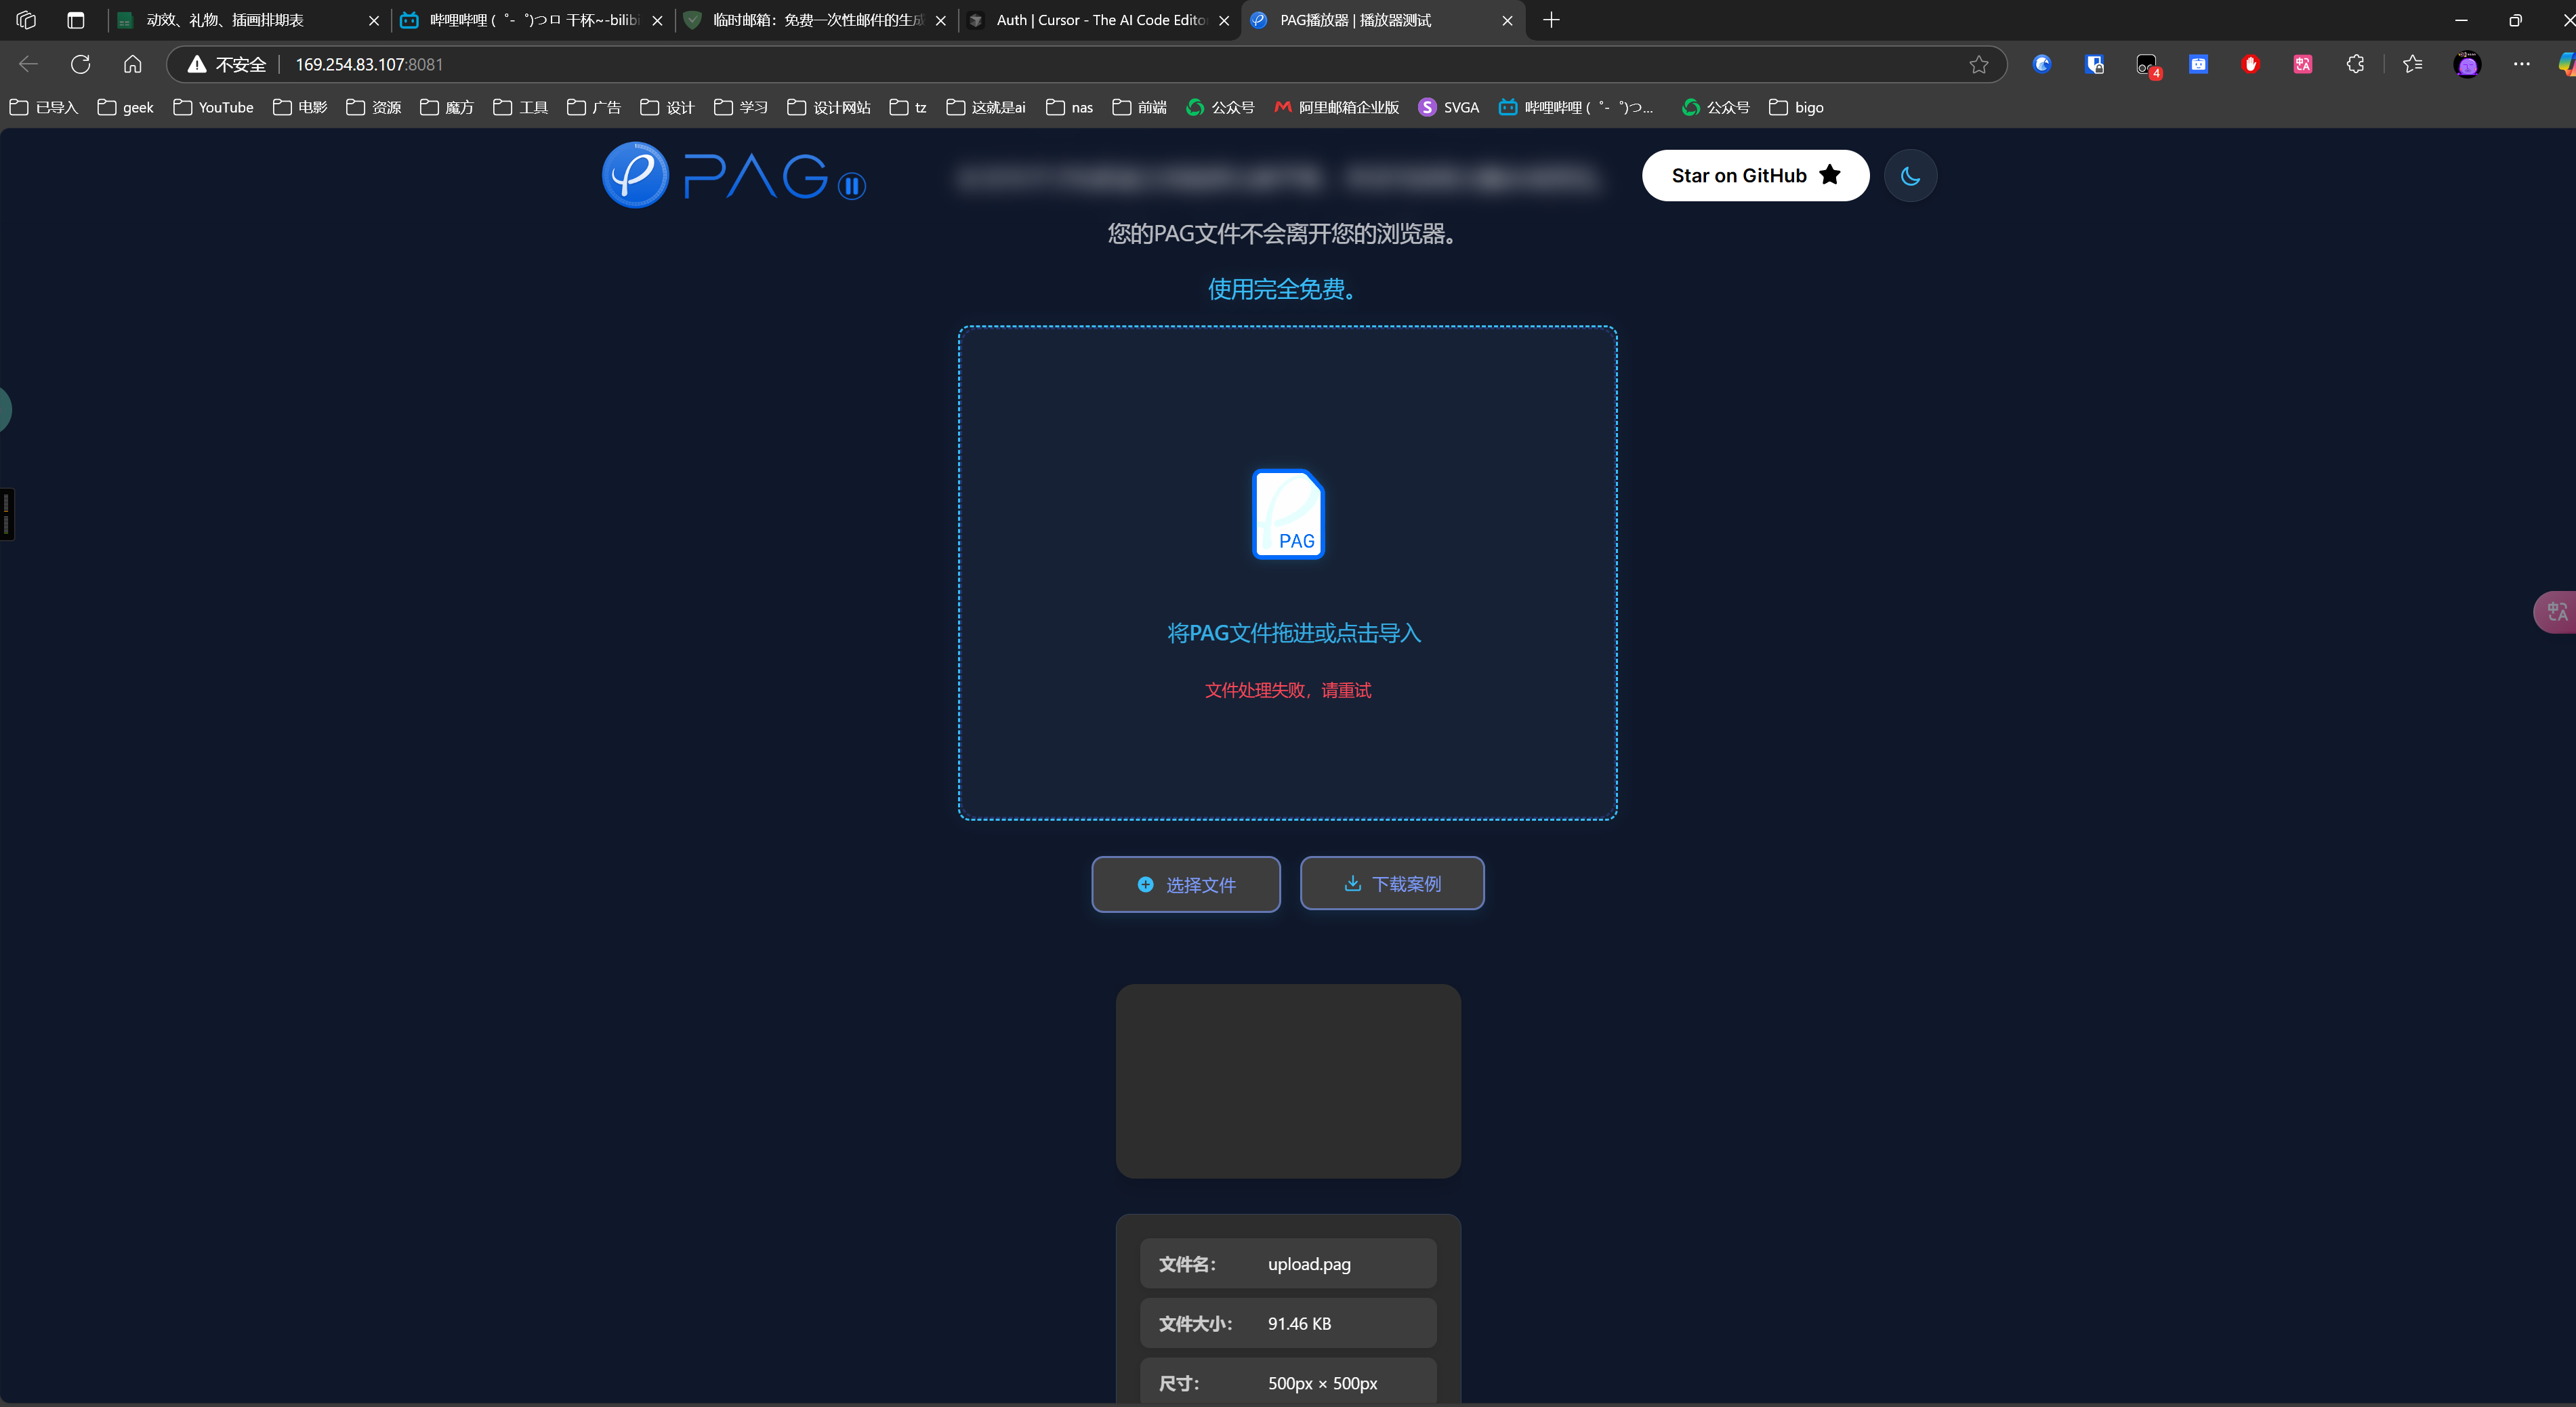 动效、礼物、插画排期表
哔哩哔哩 (゜-゜)つロ 干杯~-bilibi
临时邮箱：免费一次性邮件的生成
Auth | Cursor - The AI Code Editor
PAG播放器 | 播放器测试
不安全
169.254.83.107:8081
4
已导入
geek
YouTube
电影
资源
魔方
工具
广告
设计
学习
设计网站
tz
这就是ai
nas
前端
公众号
阿里邮箱企业版
SVGA
哔哩哔哩 (゜-゜)つ...
公众号
bigo
PAG
Star on GitHub
您的PAG文件不会离开您的浏览器。
使用完全免费。
PAG
将PAG文件拖进或点击导入
文件处理失败，请重试
选择文件
下载案例
文件名：
upload.pag
文件大小：
91.46 KB
尺寸：
500px × 500px